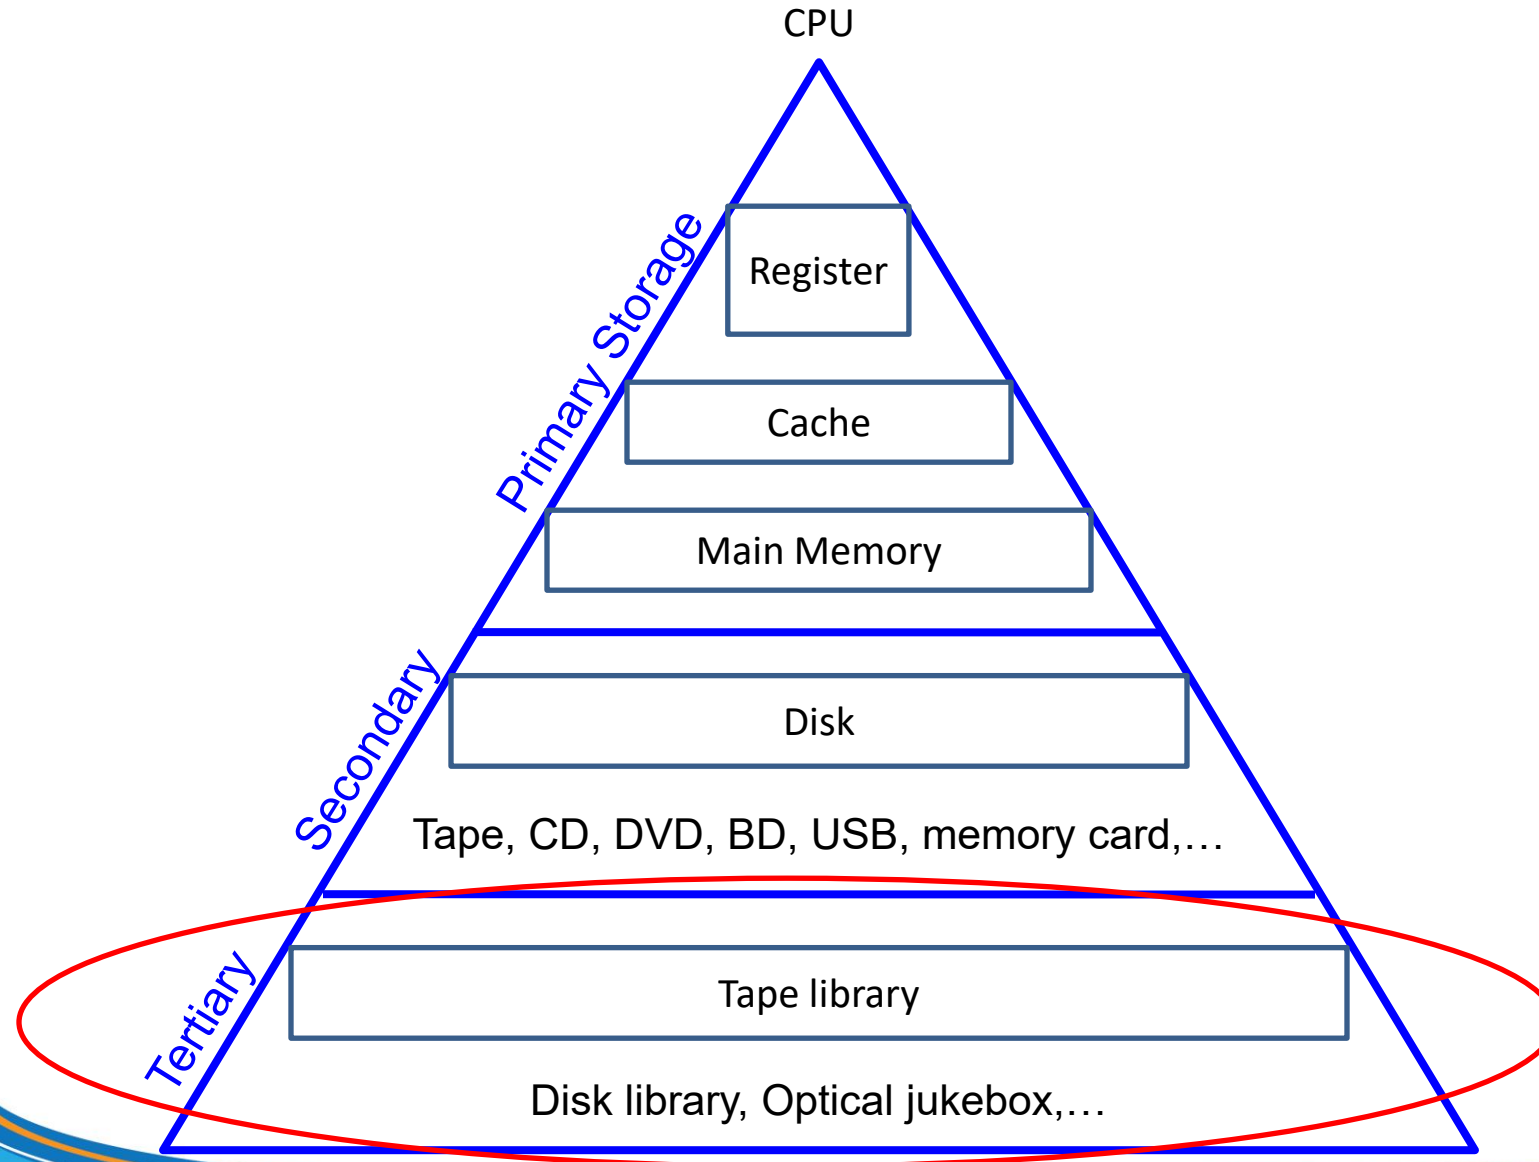 CPU
Primary Storage
Register
Cache
Main Memory
Secondary
Disk
Tape, CD, DVD, BD, USB, memory card,…
Tertiary
Tape library
Disk library, Optical jukebox,…